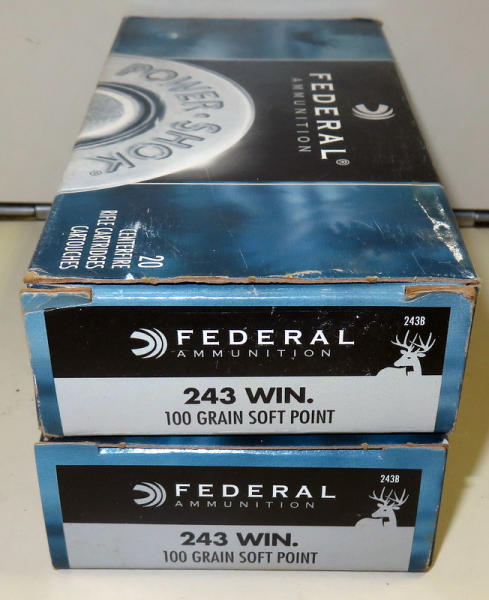 FEDERAL®
AMMUNITION
POWER·SHOK®
20
CENTERFIRE
RIFLE CARTRIDGES
CARTOUCHES
243B
FEDERAL
AMMUNITION
243 WIN.
100 GRAIN SOFT POINT
243B
FEDERAL
AMMUNITION
243 WIN.
100 GRAIN SOFT POINT